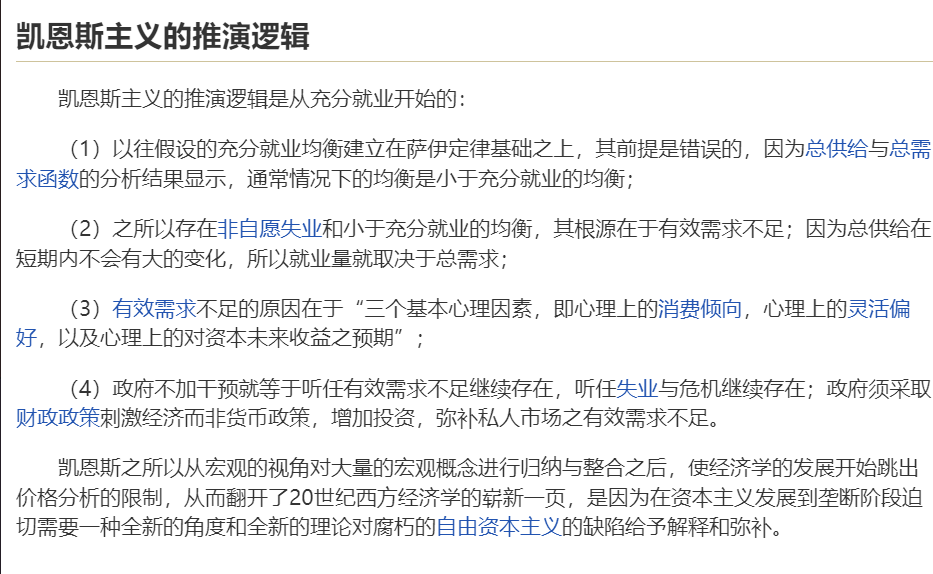 凯恩斯主义的推演逻辑
凯恩斯主义的推演逻辑是从充分就业开始的：
（1）以往假设的充分就业均衡建立在萨伊定律基础之上，其前提是错误的，因为总供给与总需
求函数的分析结果显示，通常情况下的均衡是小于充分就业的均衡；
（2）之所以存在非自愿失业和小于充分就业的均衡，其根源在于有效需求不足；因为总供给在
短期内不会有大的变化，所以就业量就取决于总需求；
（3）有效需求不足的原因在于“三个基本心理因素，即心理上的消费倾向，心理上的灵活偏
好，以及心理上的对资本未来收益之预期”；
（4）政府不加干预就等于听任有效需求不足继续存在，听任失业与危机继续存在；政府须采取
财政政策刺激经济而非货币政策，增加投资，弥补私人市场之有效需求不足。
凯恩斯之所以从宏观的视角对大量的宏观概念进行归纳与整合之后，使经济学的发展开始跳出
价格分析的限制，从而翻开了20世纪西方经济学的崭新一页，是因为在资本主义发展到垄断阶段迫
切需要一种全新的角度和全新的理论对腐朽的自由资本主义的缺陷给予解释和弥补。